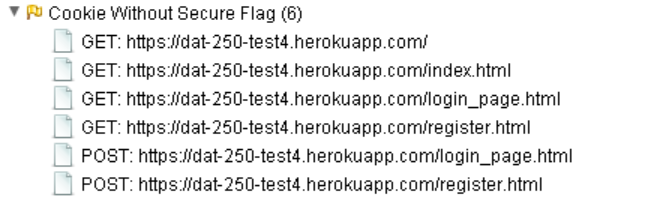 Cookie Without Secure Flag (6)
GET: https://dat-250-test4.herokuapp.com/
GET: https://dat-250-test4.herokuapp.com/index.html
GET: https://dat-250-test4.herokuapp.com/login_page.html
GET: https://dat-250-test4.herokuapp.com/register.html
POST: https://dat-250-test4.herokuapp.com/login_page.html
POST: https://dat-250-test4.herokuapp.com/register.html